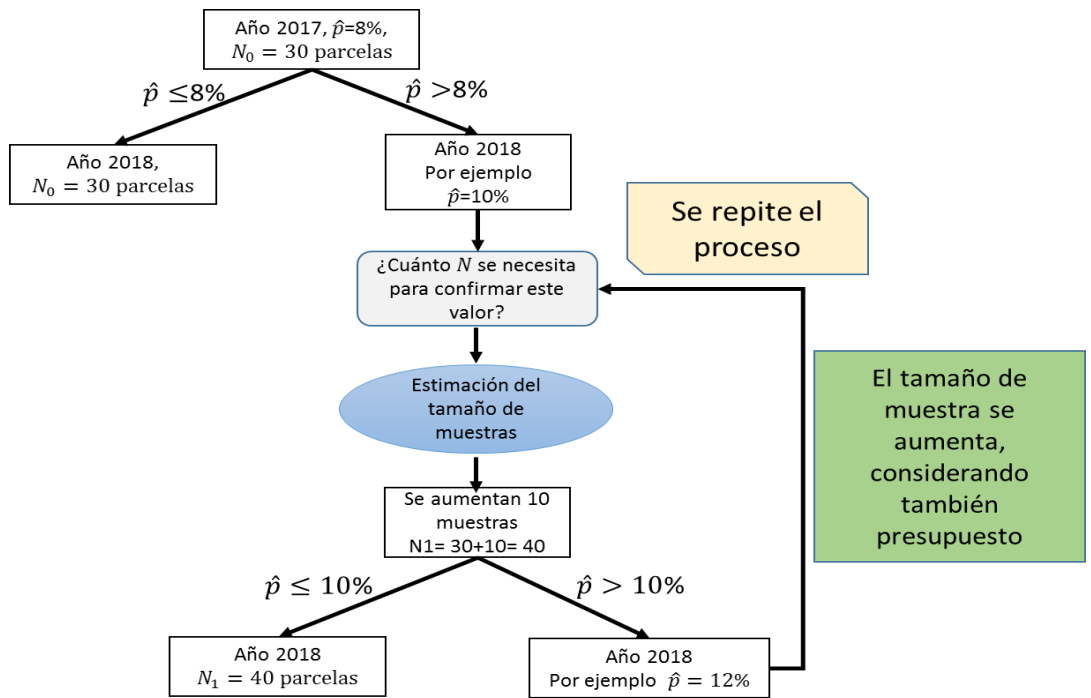 Año 2017, p̂=8%,
N₀ = 30 parcelas
p̂ ≤8%
p̂ >8%
Año 2018,
N₀ = 30 parcelas
Año 2018
Por ejemplo
p̂=10%
Se repite el
proceso
¿Cuánto N se necesita
para confirmar este
valor?
Estimación del
tamaño de
muestras
El tamaño de
muestra se
aumenta,
considerando
también
presupuesto
Se aumentan 10
muestras
N1= 30+10= 40
p̂ ≤ 10%
p̂ > 10%
Año 2018
N₁ = 40 parcelas
Año 2018
Por ejemplo p̂ = 12%